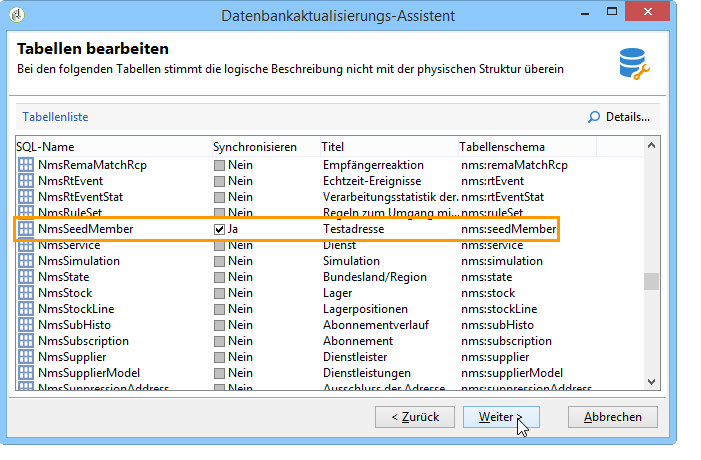 Datenbankaktualisierungs-Assistent
Tabellen bearbeiten
Bei den folgenden Tabellen stimmt die logische Beschreibung nicht mit der physischen Struktur überein
Tabellenliste Details...
SQL-Name Synchronisieren Titel Tabellenschema
NmsRemaMatchRcp Nein Empfängerreaktion nms:remaMatchRcp
NmsRtEvent Nein Echtzeit-Ereignisse nms:rtEvent
NmsRtEventStat Nein Verarbeitungsstatistik der... nms:rtEventStat
NmsRuleSet Nein Regeln zum Umgang mi... nms:ruleSet
NmsSeedMember Ja Testadresse nms:seedMember
NmsService Nein Dienst nms:service
NmsSimulation Nein Simulation nms:simulation
NmsState Nein Bundesland/Region nms:state
NmsStock Nein Lager nms:stock
NmsStockLine Nein Lagerpositionen nms:stockLine
NmsSubHisto Nein Abonnementverlauf nms:subHisto
NmsSubscription Nein Abonnement nms:subscription
NmsSupplier Nein Dienstleister nms:supplier
NmsSupplierModel Nein Dienstleistungen nms:supplierModel
NmsSuppressionAddress Nein Ausschluss der Adresse nms:suppressionAddress
< Zurück Weiter > Abbrechen